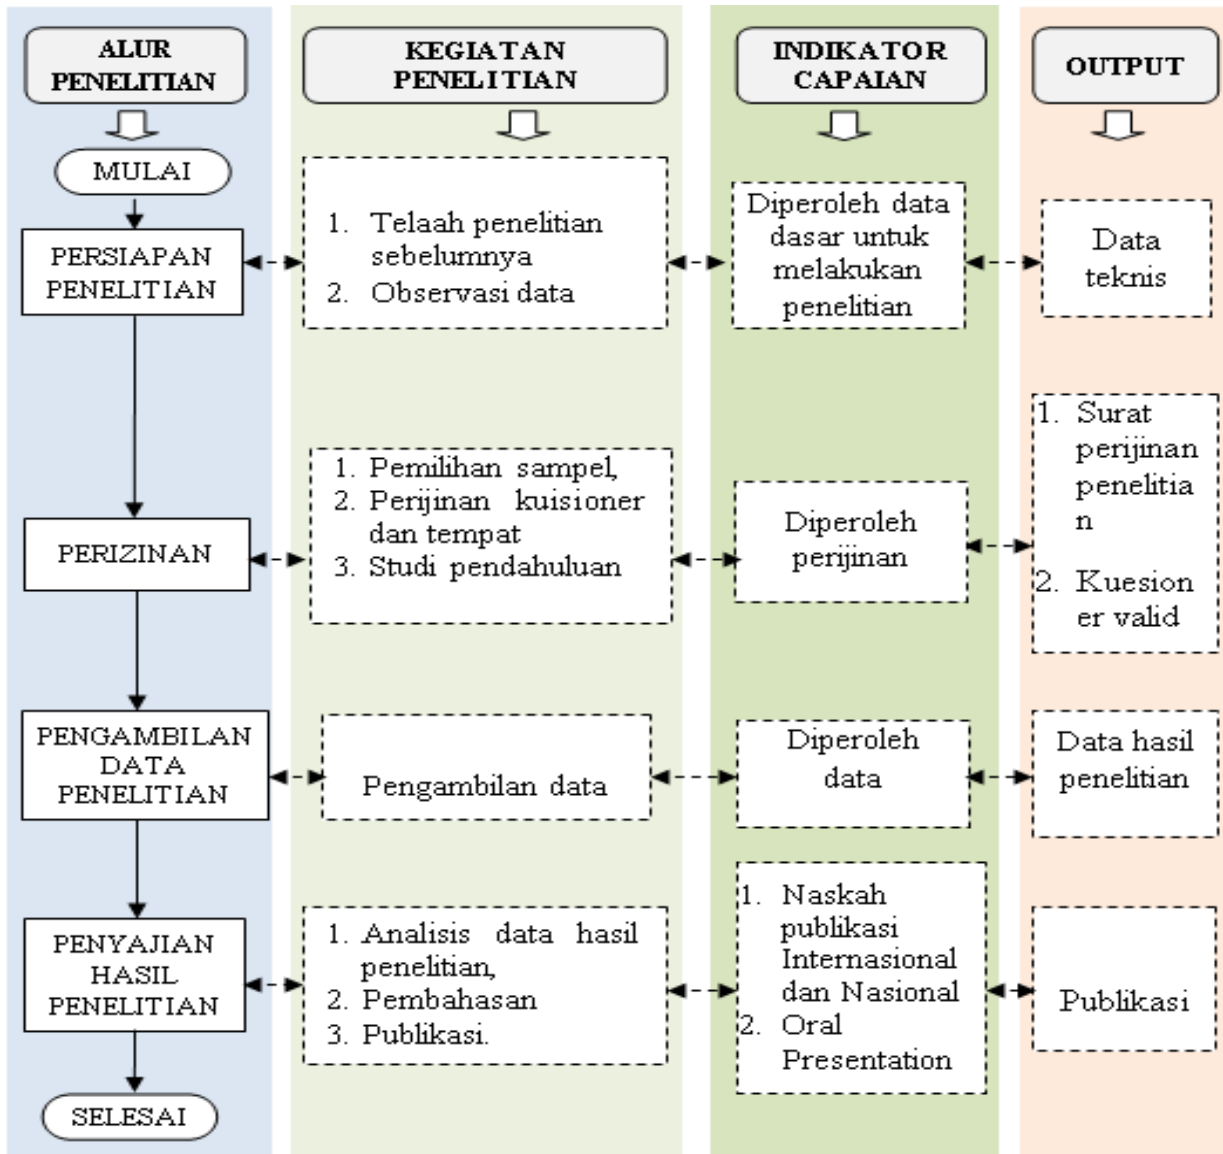 ALUR
PENELITIAN
KEGIATAN
PENELITIAN
INDIKATOR
CAPAIAN
OUTPUT
MULAI
PERSIAPAN
PENELITIAN
1. Telaah penelitian
sebelumnya
2. Observasi data
Diperoleh data
dasar untuk
melakukan
penelitian
Data
teknis
PERIZINAN
1. Pemilihan sampel,
2. Perijinan kuisioner
dan tempat
3. Studi pendahuluan
Diperoleh
perijinan
1. Surat
perijinan
penelitia
n
2. Kuesion
er valid
PENGAMBILAN
DATA
PENELITIAN
Pengambilan data
Diperoleh
data
Data hasil
penelitian
PENYAJIAN
HASIL
PENELITIAN
1. Analisis data hasil
penelitian,
2. Pembahasan
3. Publikasi.
1. Naskah
publikasi
Internasional
dan Nasional
2. Oral
Presentation
Publikasi
SELESAI